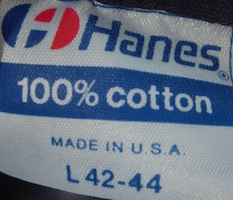 Hanes®
100% cotton
MADE IN U.S.A.
L 42-44